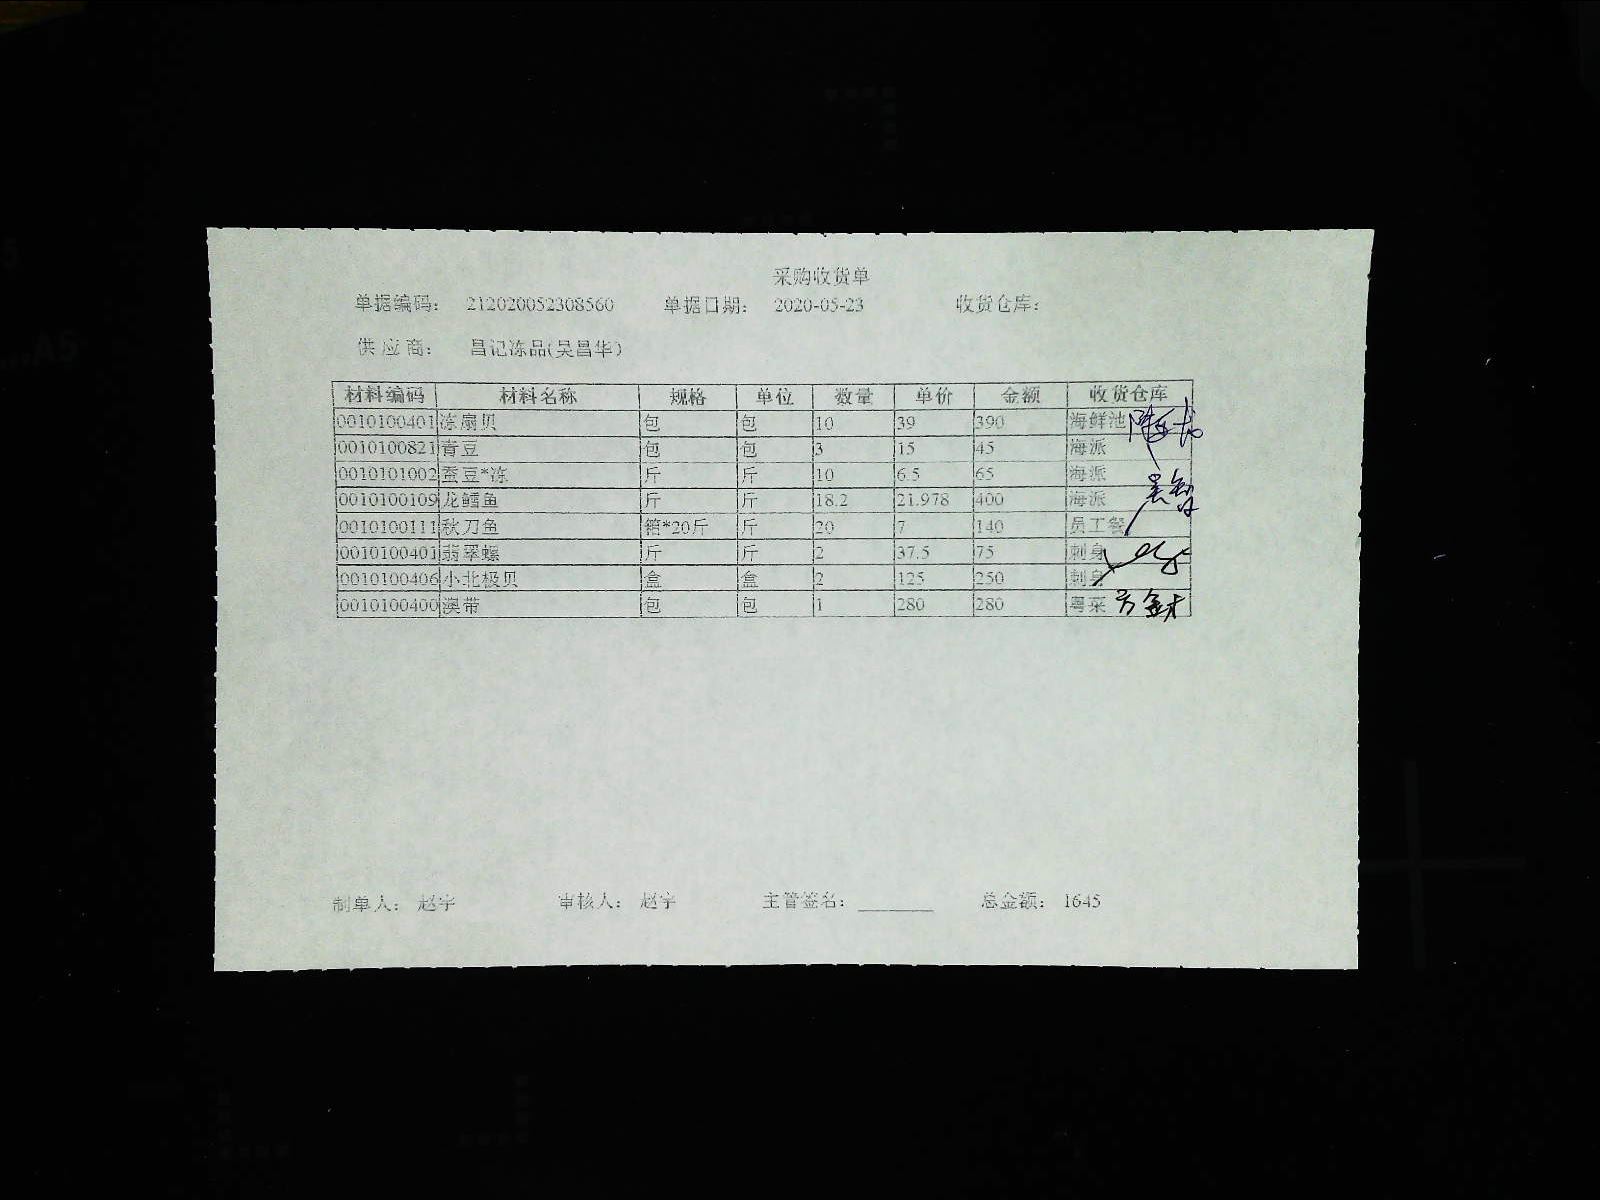 采购收货单
单据编码： 212020052308560 单据日期： 2020-05-23 收货仓库：
供应商： 昌记冻品(吴昌华)
材料编码 材料名称 规格 单位 数量 单价 金额 收货仓库
0010100401 冻扇贝 包 包 10 39 390 海鲜池
0010100821 青豆 包 包 3 15 45 海派
0010101002 蚕豆*冻 斤 斤 10 6.5 65 海派
0010100109 龙鳕鱼 斤 斤 18.2 21.978 400 海派
0010100111 秋刀鱼 箱*20斤 斤 20 7 140 员工餐
0010100401 翡翠螺 斤 斤 2 37.5 75 刺身
0010100406 小北极贝 盒 盒 2 125 250 刺身
0010100400 澳带 包 包 1 280 280 粤菜
制单人： 赵宇 审核人： 赵宇 主管签名： 总金额： 1645